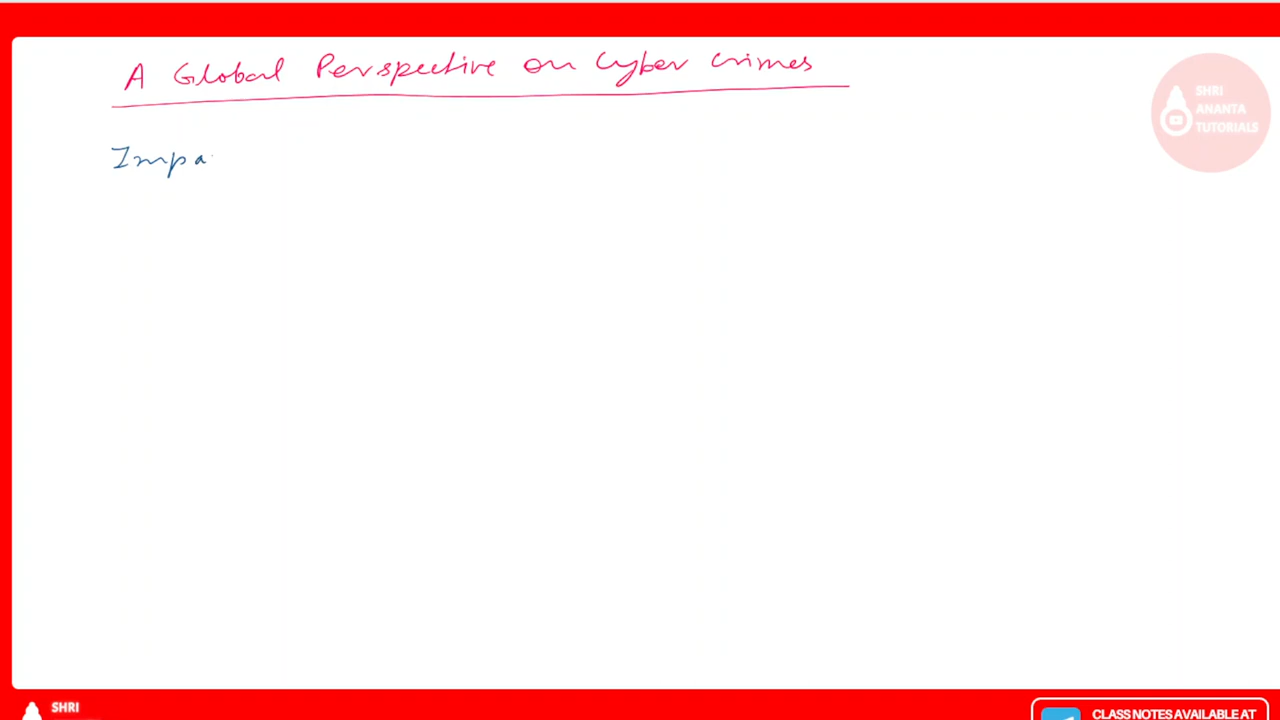 A Global Perspective on Cyber Crimes
SHRI
ANANTA
TUTORIALS
Impa
SHRI
CLASS NOTES AVAILABLE AT